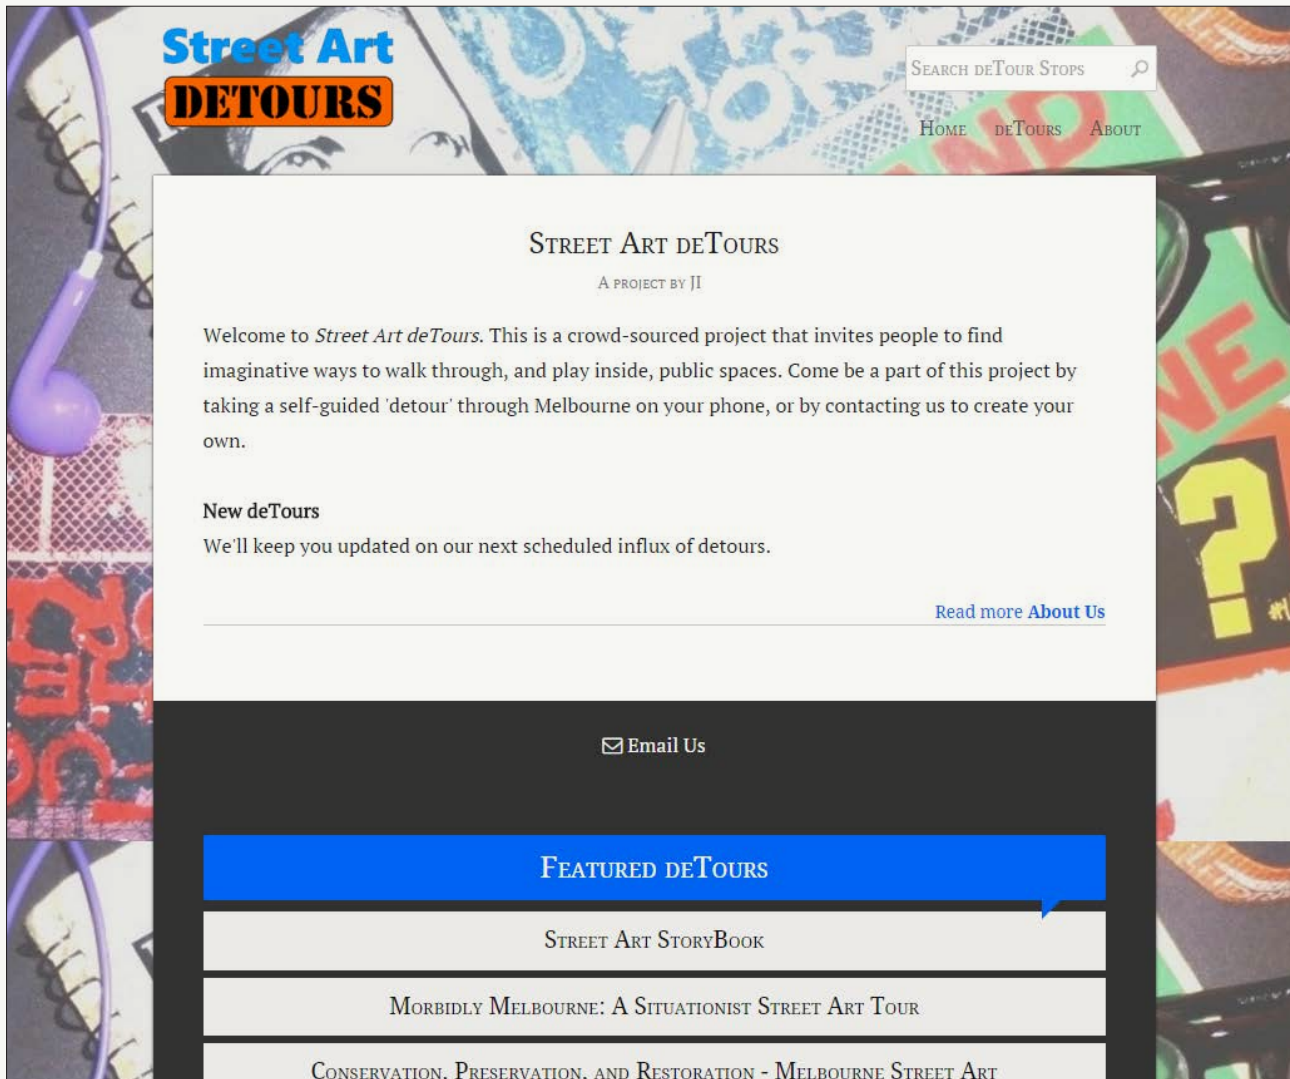 Street Art
DETOURS
Search deTour Stops
Home deTours About
AND
NE
?
Street Art deTours
A project by JI
Welcome to Street Art deTours. This is a crowd-sourced project that invites people to find
imaginative ways to walk through, and play inside, public spaces. Come be a part of this project by
taking a self-guided 'detour' through Melbourne on your phone, or by contacting us to create your
own.
New deTours
We'll keep you updated on our next scheduled influx of detours.
Read more About Us
Email Us
Featured deTours
Street Art StoryBook
Morbidly Melbourne: A Situationist Street Art Tour
Conservation, Preservation, and Restoration - Melbourne Street Art